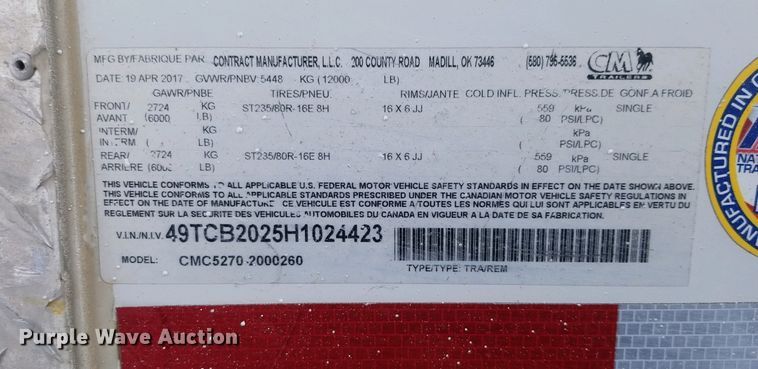 MFG BY/FABRIQUE PAR: CONTRACT MANUFACTURER, L.L.C. 200 COUNTY ROAD MADILL, OK 73446 (580) 795-5536 CM TRAILERS
DATE: 19 APR 2017 GVWR/PNBV: 5448 KG (12000 LB)
GAWR/PNBE TIRES/PNEU. RIMS/JANTE COLD INFL. PRESS./PRESS. DE GONF. A FROID
FRONT/ 2724 KG ST235/80R-16E 8H 16 X 6 JJ 559 kPa SINGLE
AVANT (6000 LB) ( 80 PSI/LPC)
INTERM/ KG kPa
( LB) ( PSI/LPC)
REAR/ 2724 KG ST235/80R-16E 8H 16 X 6 JJ 559 kPa SINGLE
ARRIERE LB) ( 80 PSI/LPC)
THIS VEHICLE CONFORMS TO ALL APPLICABLE U.S. FEDERAL MOTOR VEHICLE SAFETY STANDARDS IN EFFECT ON THE DATE SHOWN ABOVE.
THIS VEHICLE CONFORMS TO ALL APPLICABLE STANDARDS PRESCRIBED UNDER THE CANADIAN MOTOR VEHICLE SAFETY REGULATIONS IN
EFFECT ON THE DATE OF MANUFACTURE. CE VEHICULE EST CONFORME A TOUTES LES NORMES QUI LUI SONT APPLICABLES EN VERTU DU
REGLEMENT SUR LA SECURITE DES VEHICULES AUTOMOBILES DU CANADA EN VIGUEUR A LA DATE DE SA FABRICATION.
V.I.N./N.I.V. 49TCB2025H1024423
MODEL: CMC5270-2000260 TYPE/TYPE: TRA/REM
MANUFACTURED IN
Purple Wave Auction